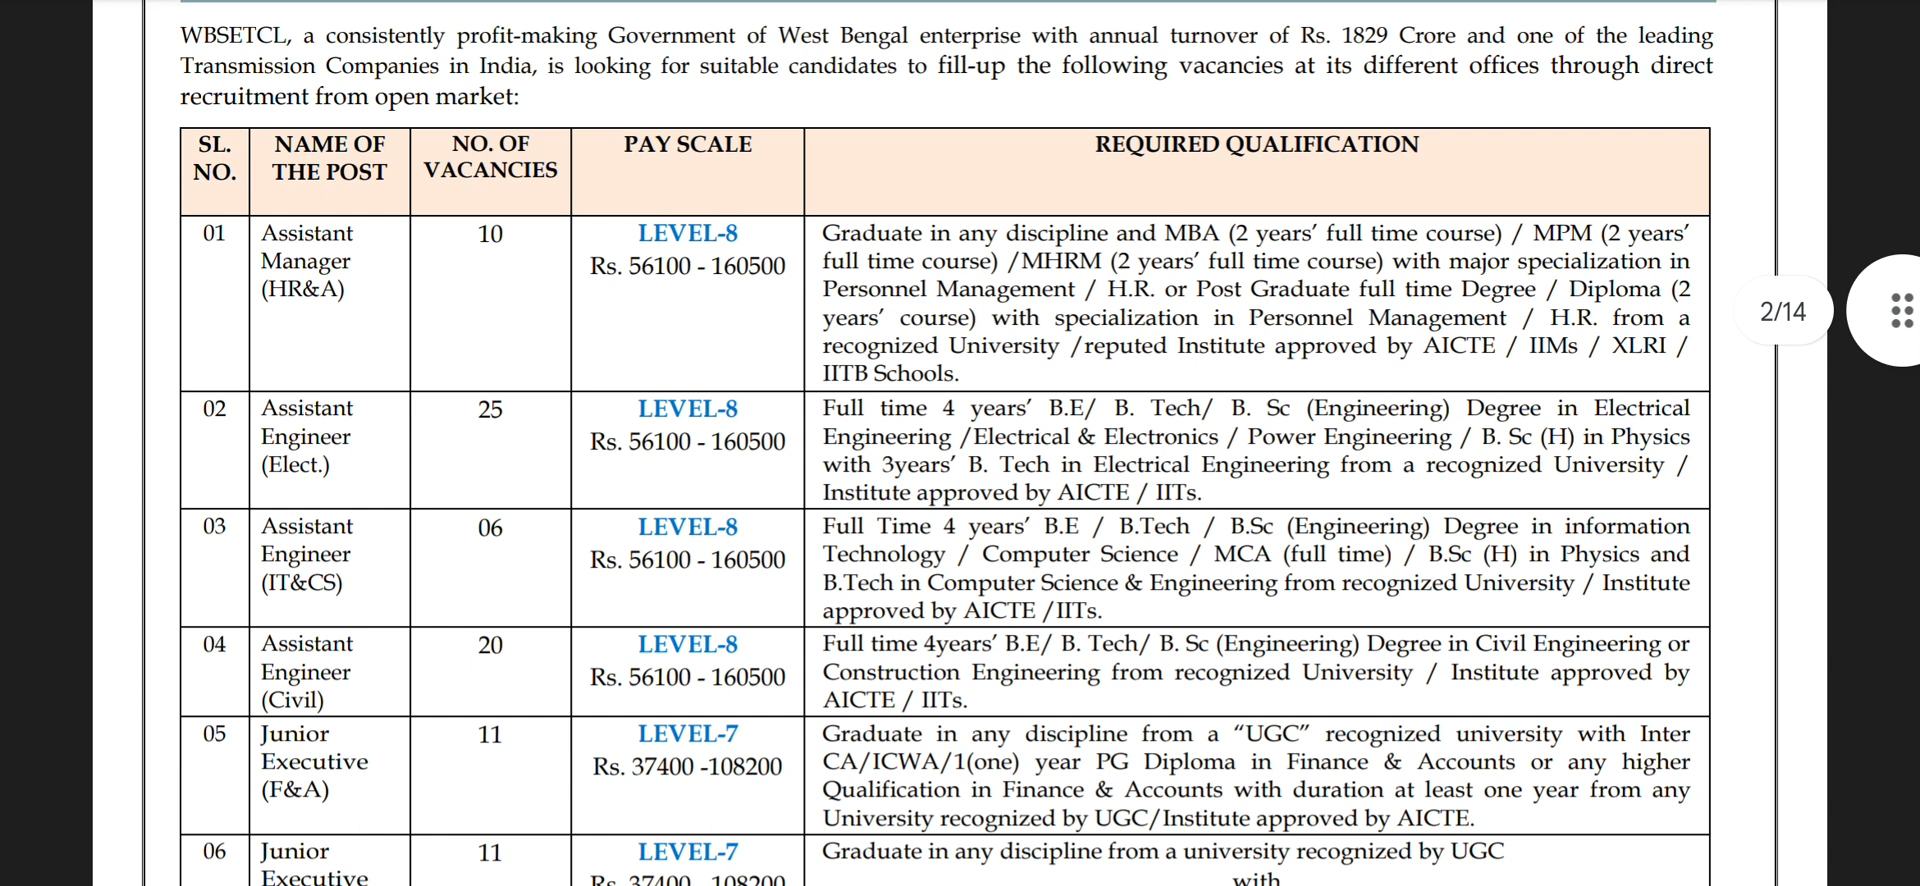 WBSETCL, a consistently profit-making Government of West Bengal enterprise with annual turnover of Rs. 1829 Crore and one of the leading
Transmission Companies in India, is looking for suitable candidates to fill-up the following vacancies at its different offices through direct
recruitment from open market:
SL. NO.
NAME OF THE POST
NO. OF VACANCIES
PAY SCALE
REQUIRED QUALIFICATION
01
Assistant
Manager
(HR&A)
10
LEVEL-8
Rs. 56100 - 160500
Graduate in any discipline and MBA (2 years’ full time course) / MPM (2 years’
full time course) /MHRM (2 years’ full time course) with major specialization in
Personnel Management / H.R. or Post Graduate full time Degree / Diploma (2
years’ course) with specialization in Personnel Management / H.R. from a
recognized University /reputed Institute approved by AICTE / IIMs / XLRI /
IITB Schools.
02
Assistant
Engineer
(Elect.)
25
LEVEL-8
Rs. 56100 - 160500
Full time 4 years’ B.E/ B. Tech/ B. Sc (Engineering) Degree in Electrical
Engineering /Electrical & Electronics / Power Engineering / B. Sc (H) in Physics
with 3years’ B. Tech in Electrical Engineering from a recognized University /
Institute approved by AICTE / IITs.
03
Assistant
Engineer
(IT&CS)
06
LEVEL-8
Rs. 56100 - 160500
Full Time 4 years’ B.E / B.Tech / B.Sc (Engineering) Degree in information
Technology / Computer Science / MCA (full time) / B.Sc (H) in Physics and
B.Tech in Computer Science & Engineering from recognized University / Institute
approved by AICTE /IITs.
04
Assistant
Engineer
(Civil)
20
LEVEL-8
Rs. 56100 - 160500
Full time 4years’ B.E/ B. Tech/ B. Sc (Engineering) Degree in Civil Engineering or
Construction Engineering from recognized University / Institute approved by
AICTE / IITs.
05
Junior
Executive
(F&A)
11
LEVEL-7
Rs. 37400 -108200
Graduate in any discipline from a “UGC” recognized university with Inter
CA/ICWA/1(one) year PG Diploma in Finance & Accounts or any higher
Qualification in Finance & Accounts with duration at least one year from any
University recognized by UGC/Institute approved by AICTE.
06
Junior
Executive
11
LEVEL-7
Rs. 37400 -108200
Graduate in any discipline from a university recognized by UGC
with
2/14